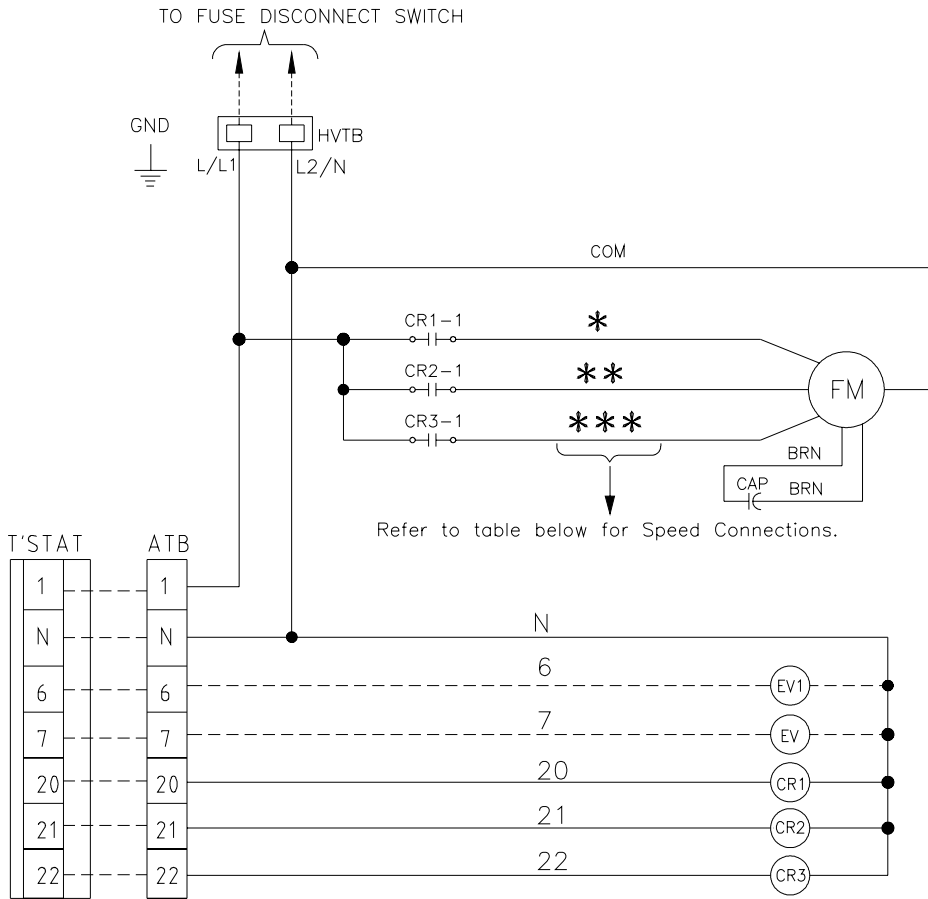 TO FUSE DISCONNECT SWITCH
GND
HVTB
L/L1
L2/N
COM
CR1-1
*
CR2-1
**
FM
CR3-1
***
BRN
CAP
BRN
Refer to table below for Speed Connections.
T'STAT
ATB
1
1
N
N
N
6
6
6
EV1
7
7
7
EV
20
20
20
CR1
21
21
21
CR2
22
22
22
CR3